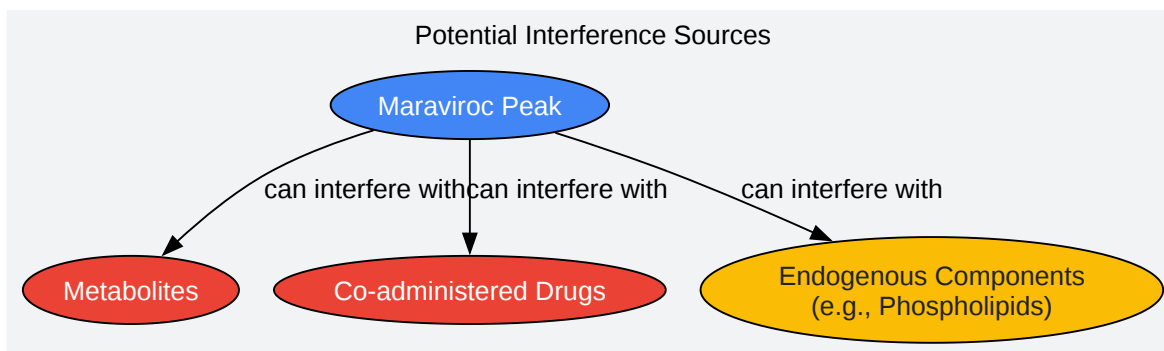 Potential Interference Sources
Maraviroc Peak
can interfere with
can interfere with
can interfere with
Metabolites
Co-administered Drugs
Endogenous Components
(e.g., Phospholipids)